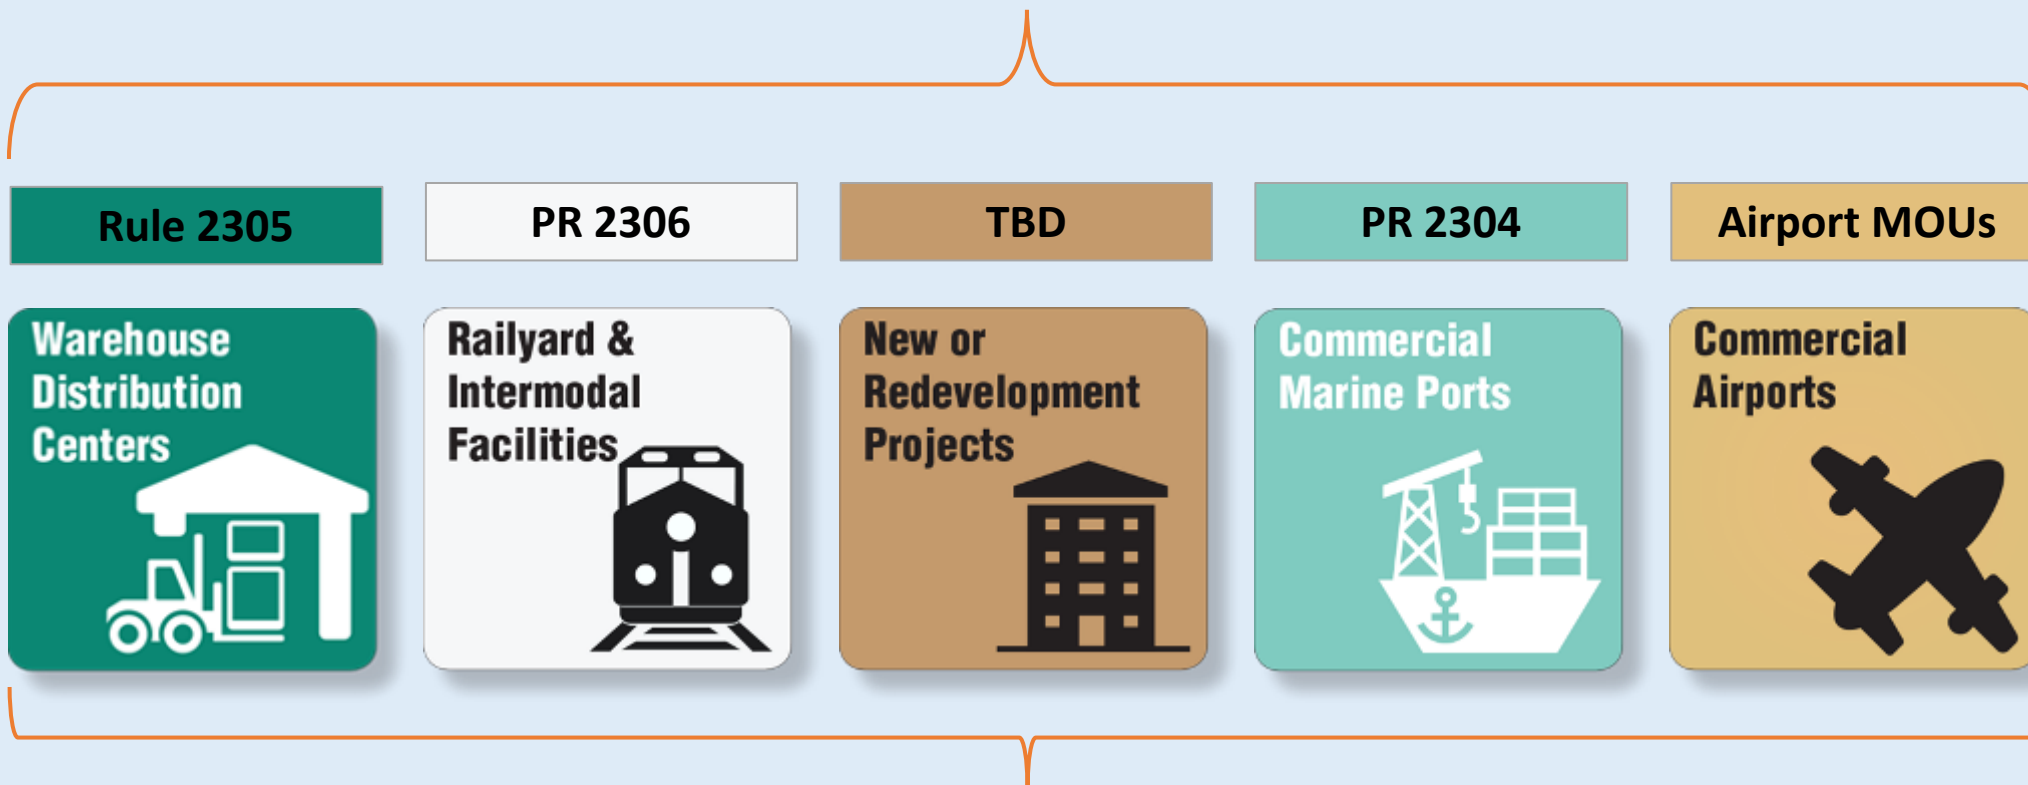 Rule 2305
PR 2306
TBD
PR 2304
Airport MOUs
Warehouse
Distribution
Centers
Railyard &
Intermodal
Facilities
New or
Redevelopment
Projects
Commercial
Marine Ports
Commercial
Airports